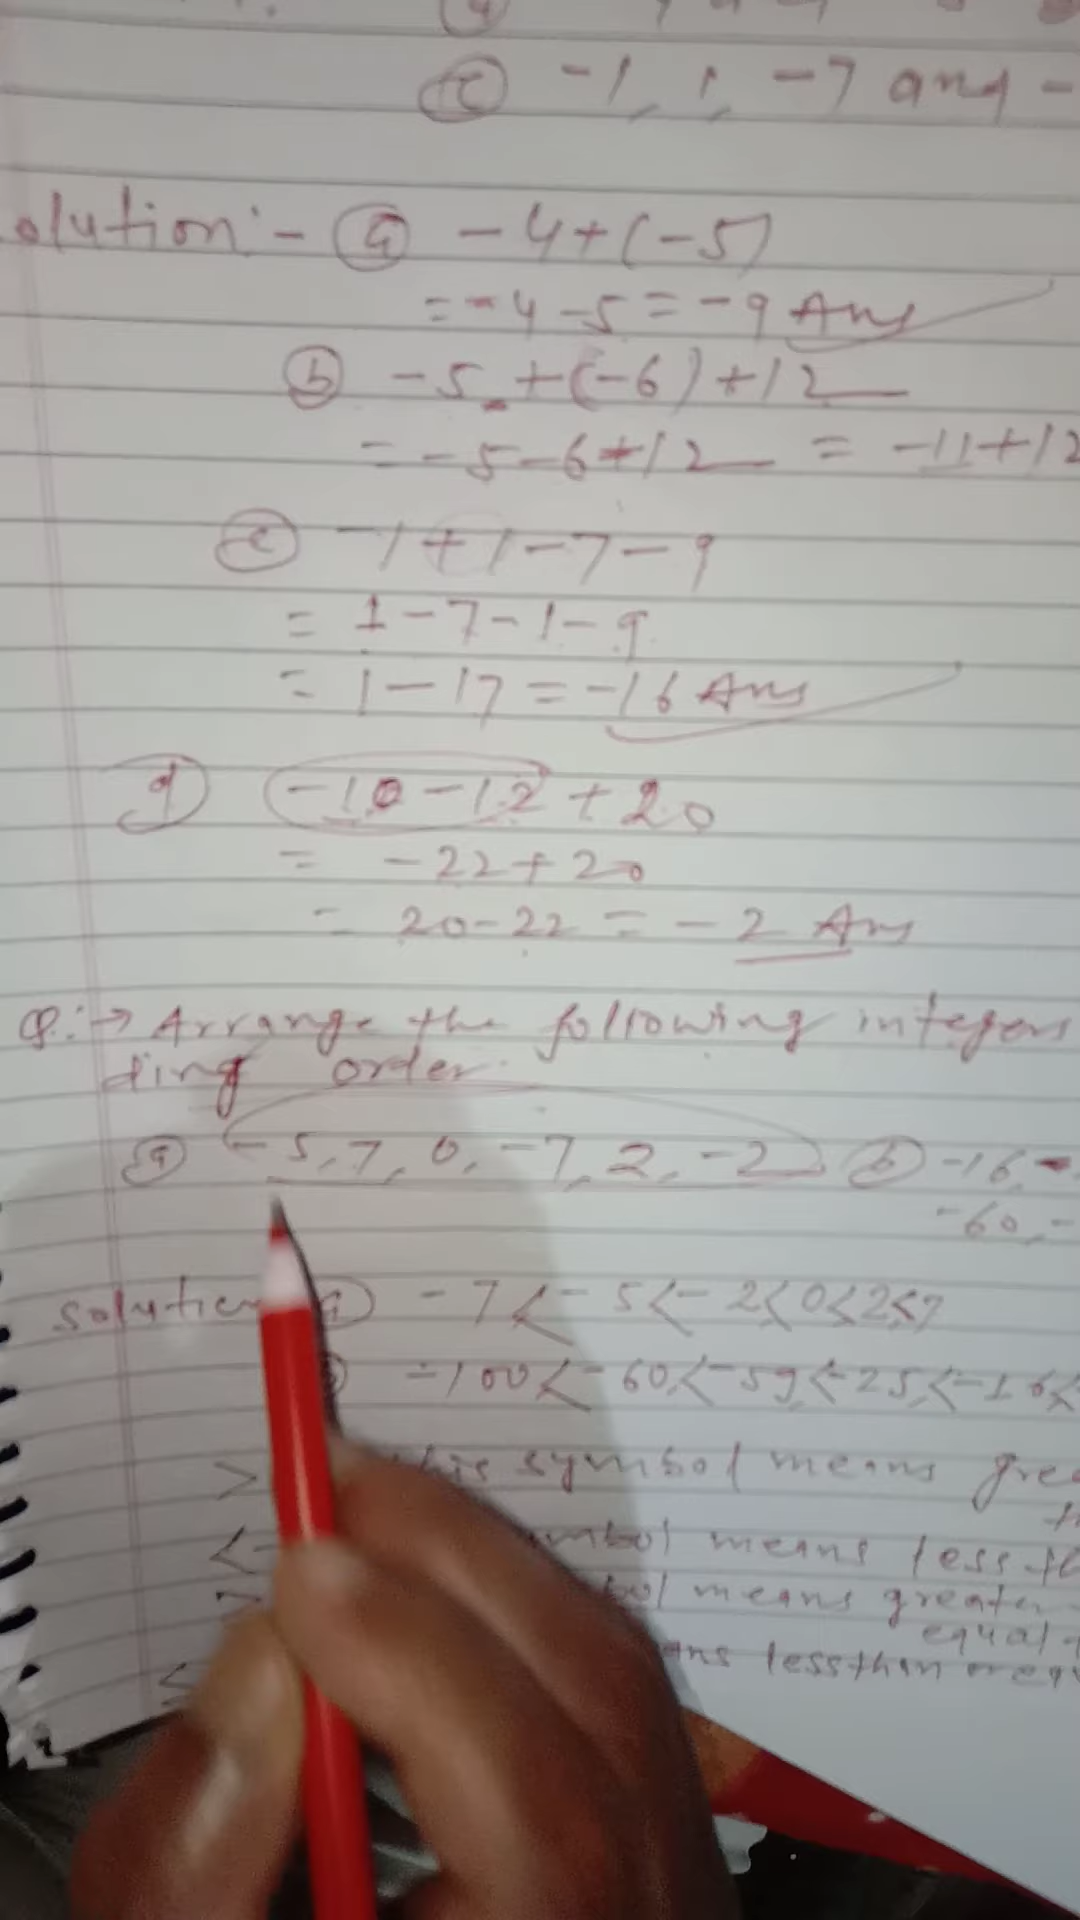 (c) -1, 1, -7 and -
olution:- (a) -4+(-5)
= -4-5 = -9 Ans
(b) -5 +(-6)+12
= -5-6+12 = -11+12
(c) -1+1-7-9
= 1-7-1-9
= 1-17 = -16 Ans
(d) -10-12+20
= -22+20
= 20-22 = -2 Ans
Q:→ Arrange the following integers
ding order.
(a) -5, 7, 0, -7, 2, -2 (b) -16,
-60, -
solution (a) -7<-5<-2<0<2<7
-100<-60<-59<-25<-16<
> symbol means gre
< means less
means greater
equal
less than or equ
≤